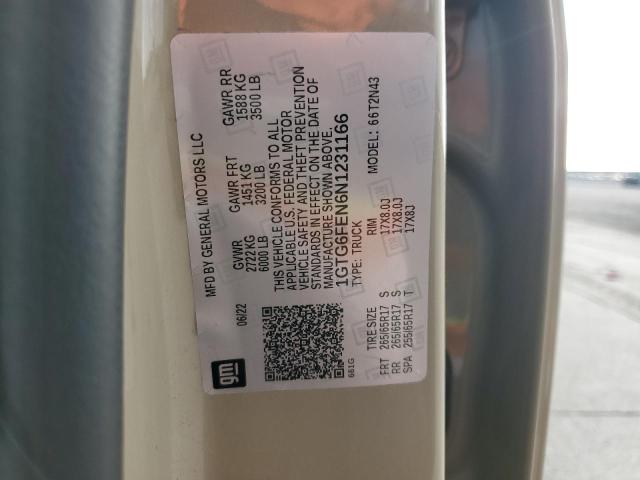 MFD BY GENERAL MOTORS LLC
06/22
GVWR GAWR FRT GAWR RR
2722 KG 1451 KG 1588 KG
6000 LB 3200 LB 3500 LB
THIS VEHICLE CONFORMS TO ALL
APPLICABLE U.S. FEDERAL MOTOR
VEHICLE SAFETY AND THEFT PREVENTION
STANDARDS IN EFFECT ON THE DATE OF
MANUFACTURE SHOWN ABOVE.
1GTG6FEN6N1231166
TYPE: TRUCK MODEL: 66T2N43
TIRE SIZE RIM
FRT 265/65R17 S 17X8.0J
RR 265/65R17 S 17X8.0J
SPA 255/65R17 T 17X8J
gm
681G